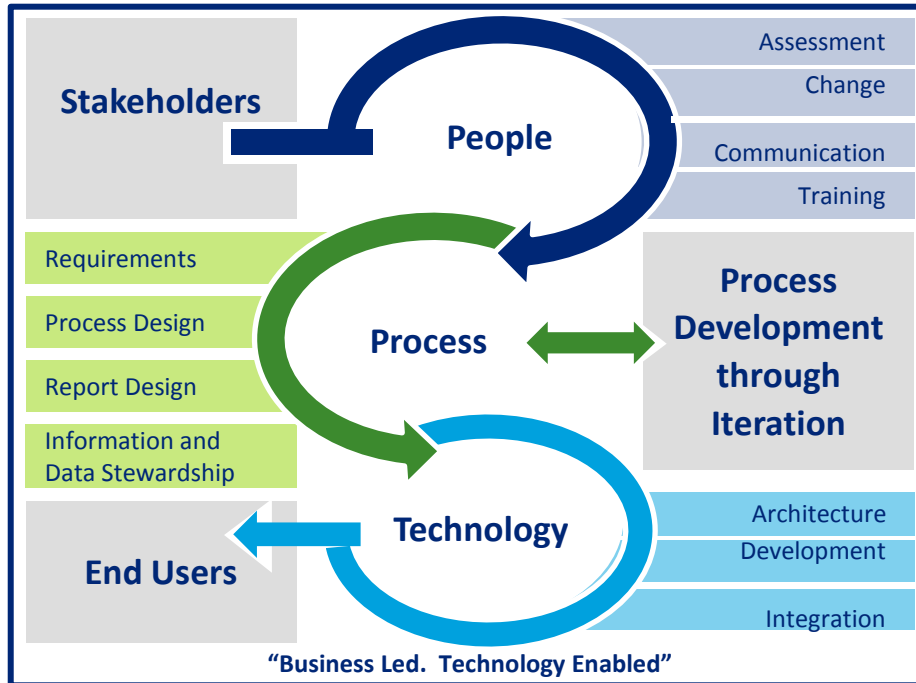 Stakeholders
People
Assessment
Change
Communication
Training
Requirements
Process Design
Report Design
Information and
Data Stewardship
Process
Process
Development
through
Iteration
End Users
Technology
Architecture
Development
Integration
“Business Led.  Technology Enabled”